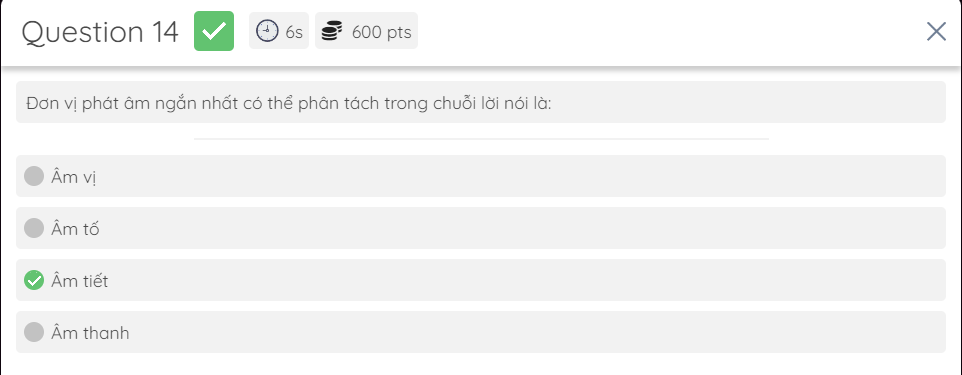 Question 14
6s
600 pts
Đơn vị phát âm ngắn nhất có thể phân tách trong chuỗi lời nói là:
Âm vị
Âm tố
Âm tiết
Âm thanh